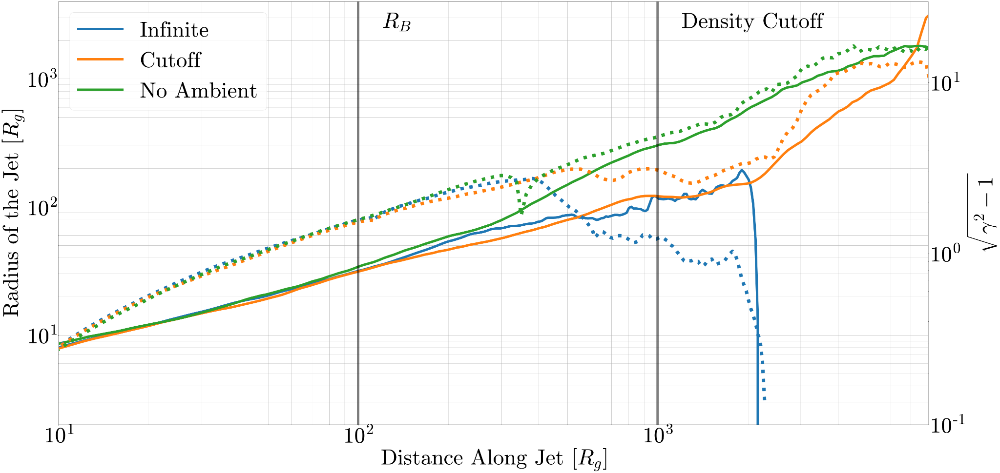 Infinite
Cutoff
No Ambient
R_B
Density Cutoff
Radius of the Jet [R_g]
10^3
10^2
10^1
10^1
10^0
10^-1
√(γ^2 − 1)
10^1
10^2
10^3
Distance Along Jet [R_g]